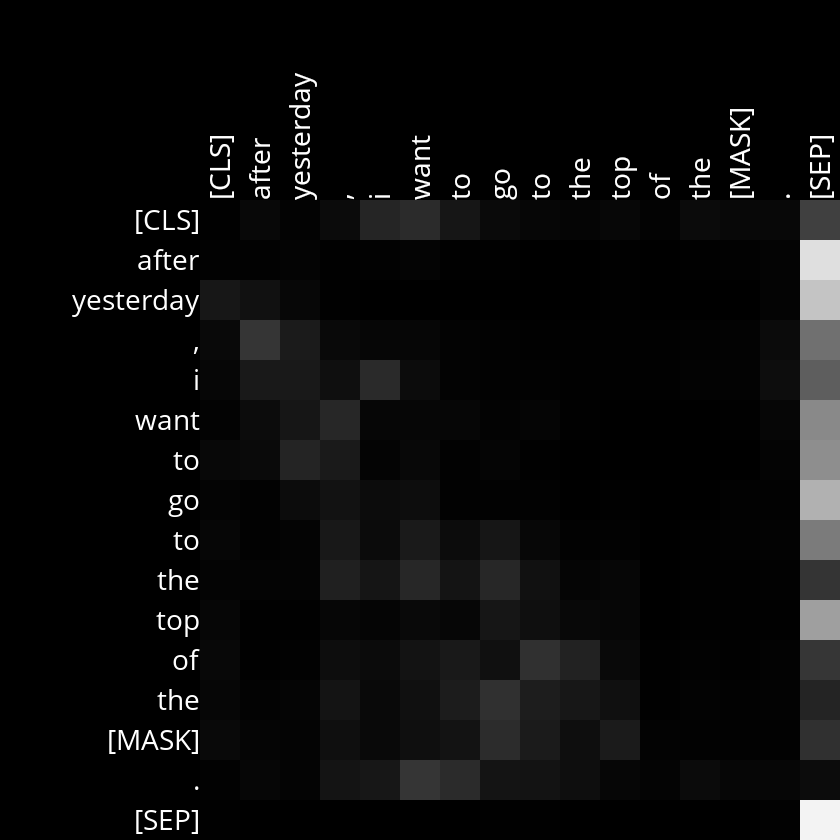 [CLS] after yesterday , i want to go to the top of the [MASK] . [SEP]
[CLS]
after
yesterday
,
i
want
to
go
to
the
top
of
the
[MASK]
.
[SEP]